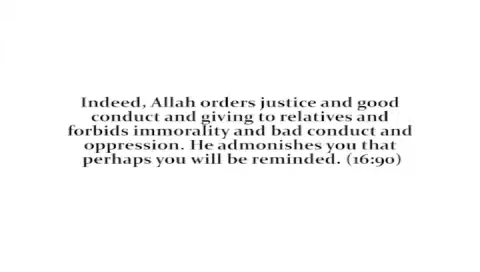 Indeed, Allah orders justice and good
conduct and giving to relatives and
forbids immorality and bad conduct and
oppression. He admonishes you that
perhaps you will be reminded. (16:90)